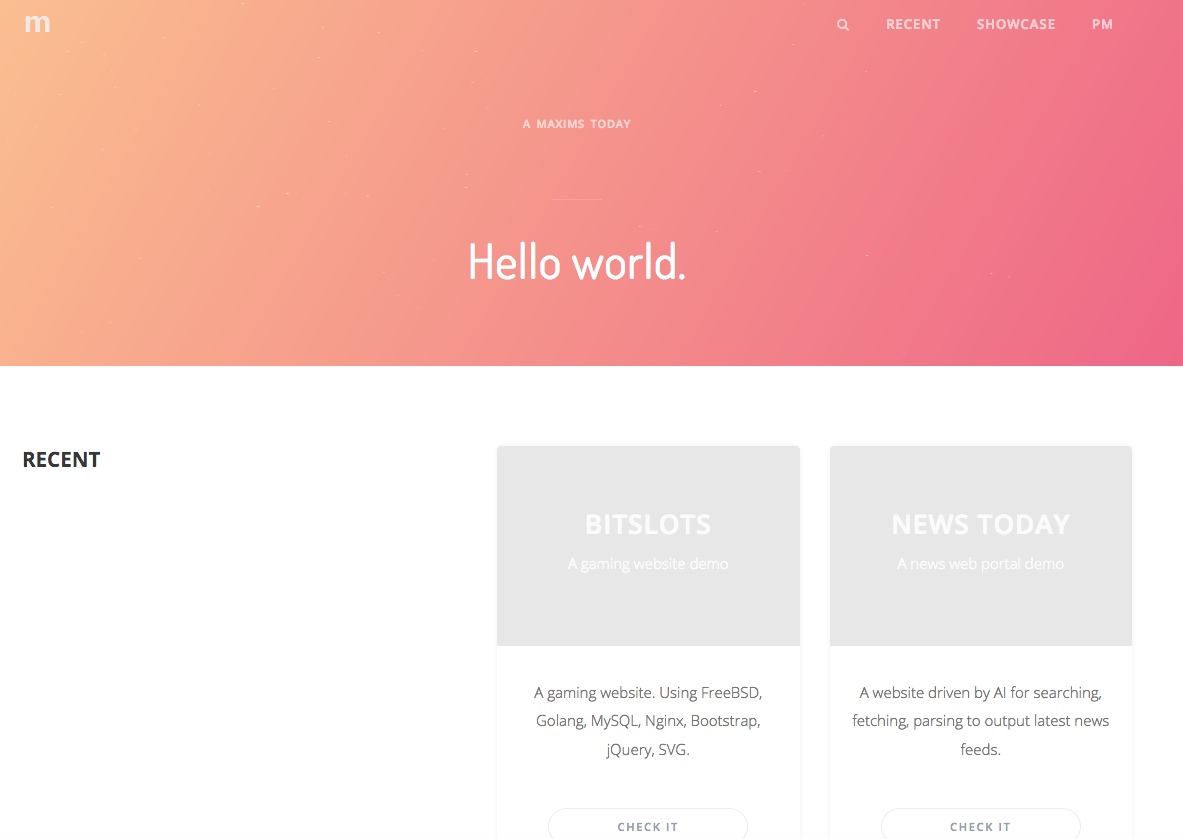 m
RECENT SHOWCASE PM
A MAXIMS TODAY
Hello world.
RECENT
BITSLOTS
A gaming website demo
A gaming website. Using FreeBSD,
Golang, MySQL, Nginx, Bootstrap,
jQuery, SVG.
CHECK IT
NEWS TODAY
A news web portal demo
A website driven by AI for searching,
fetching, parsing to output latest news
feeds.
CHECK IT